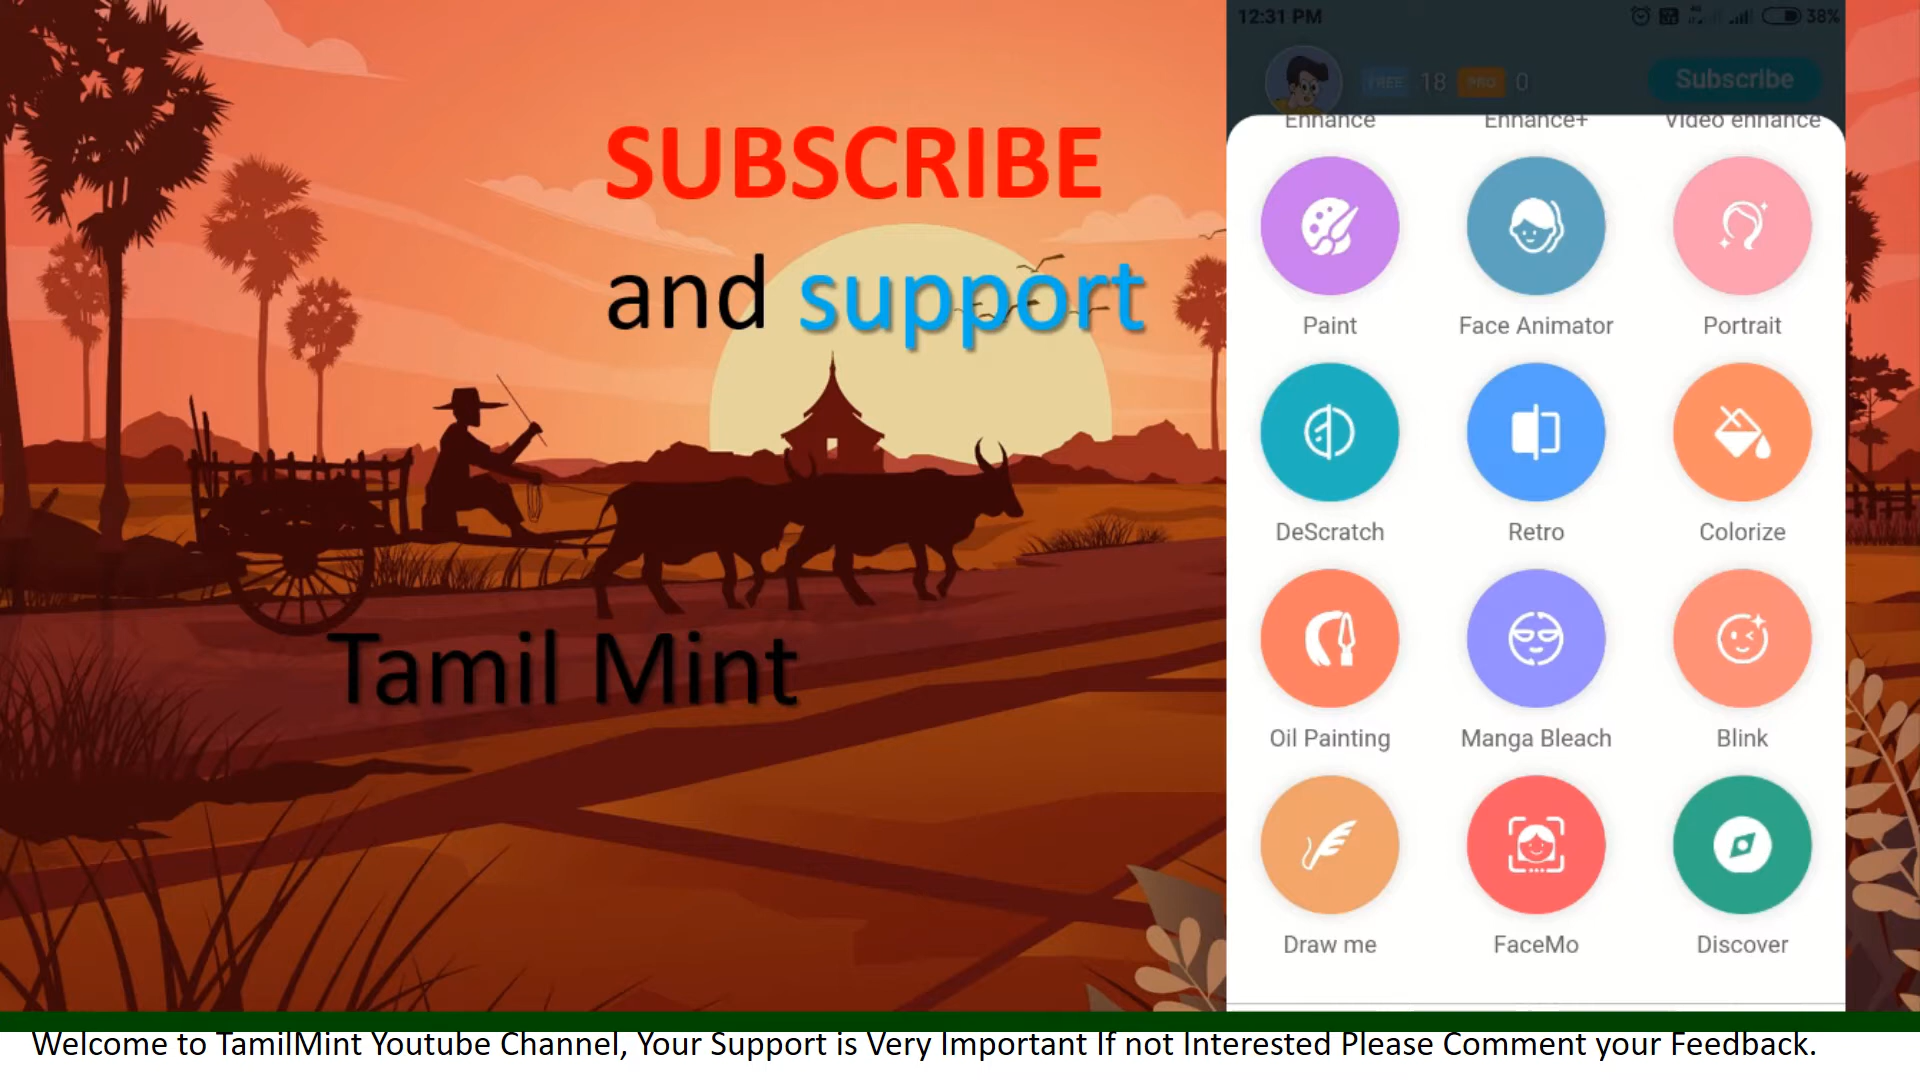 SUBSCRIBE
and support
Tamil Mint
12:31 PM
38%
FREE 18 PRO 0
Subscribe
Enhance Enhance+ Video enhance
Paint Face Animator Portrait
DeScratch Retro Colorize
Oil Painting Manga Bleach Blink
Draw me FaceMo Discover
Welcome to TamilMint Youtube Channel, Your Support is Very Important If not Interested Please Comment your Feedback.